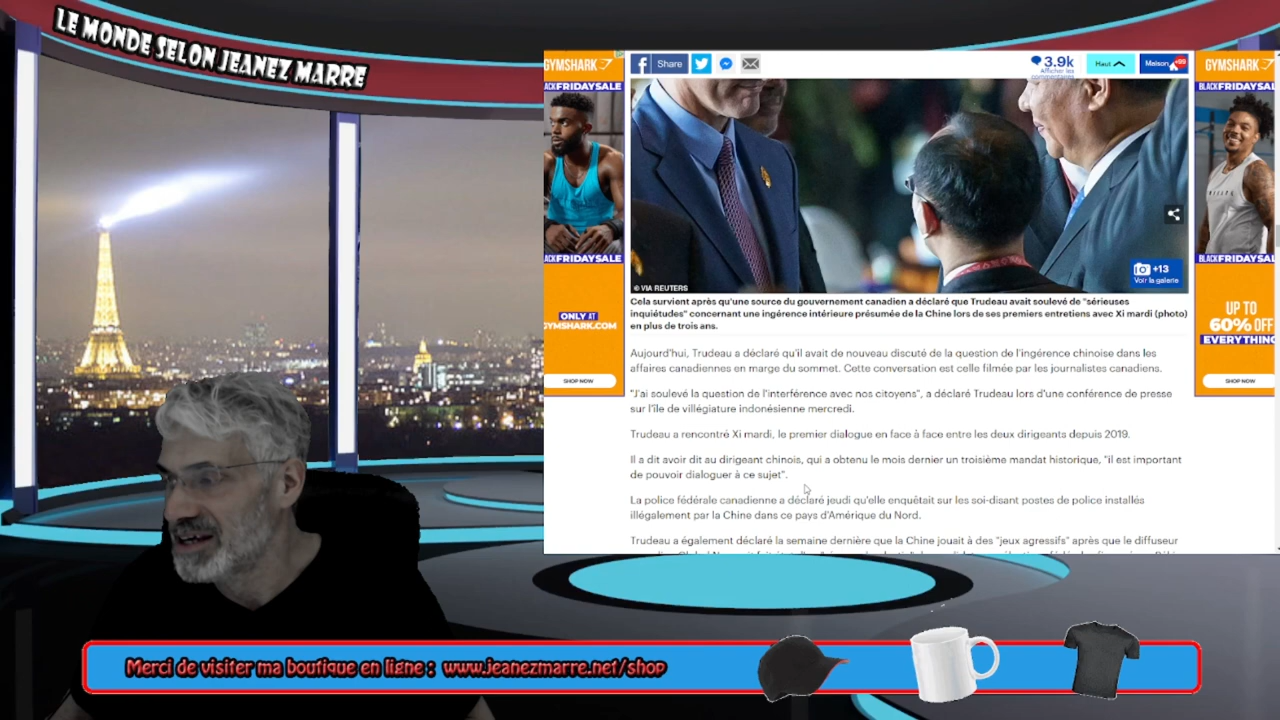 LE MONDE SELON JEANEZ MARRE
GYMSHARK
BLACKFRIDAYSALE
ACKFRIDAYSALE
ONLY AT
GYMSHARK.COM
SHOP NOW
Share
3.9k
Afficher les
commentaires
Haut
Maison
+99
© VIA REUTERS
+13
Voir la galerie
Cela survient après qu'une source du gouvernement canadien a déclaré que Trudeau avait soulevé de "sérieuses
inquiétudes" concernant une ingérence intérieure présumée de la Chine lors de ses premiers entretiens avec Xi mardi (photo)
en plus de trois ans.
Aujourd'hui, Trudeau a déclaré qu'il avait de nouveau discuté de la question de l'ingérence chinoise dans les
affaires canadiennes en marge du sommet. Cette conversation est celle filmée par les journalistes canadiens.
"J'ai soulevé la question de l'interférence avec nos citoyens", a déclaré Trudeau lors d'une conférence de presse
sur l'île de villégiature indonésienne mercredi.
Trudeau a rencontré Xi mardi, le premier dialogue en face à face entre les deux dirigeants depuis 2019.
Il a dit avoir dit au dirigeant chinois, qui a obtenu le mois dernier un troisième mandat historique, "il est important
de pouvoir dialoguer à ce sujet".
La police fédérale canadienne a déclaré jeudi qu'elle enquêtait sur les soi-disant postes de police installés
illégalement par la Chine dans ce pays d'Amérique du Nord.
Trudeau a également déclaré la semaine dernière que la Chine jouait à des "jeux agressifs" après que le diffuseur
GYMSHARK
BLACKFRIDAYSALE
BLACKFRIDAYSALE
UP TO
60% OFF
EVERYTHING
SHOP NOW
Merci de visiter ma boutique en ligne : www.jeanezmarre.net/shop